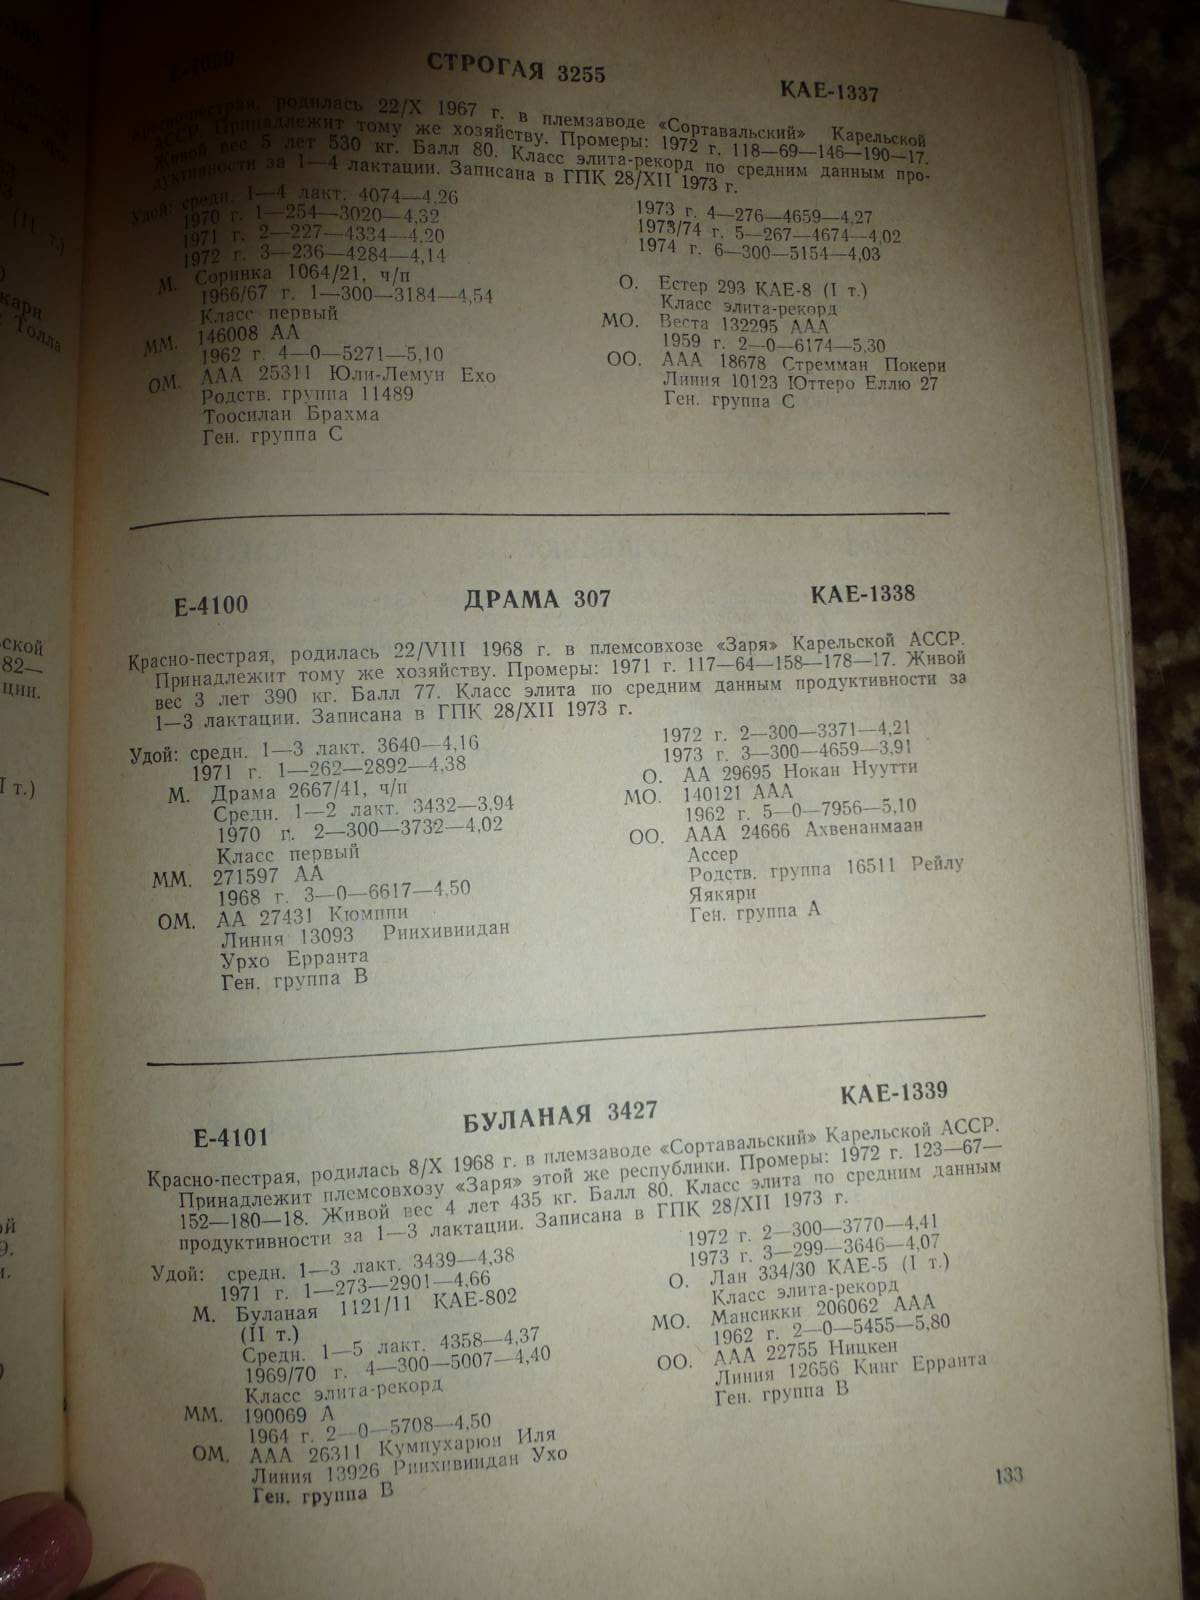 Е-4099 СТРОГАЯ 3255 КАЕ-1337
Красно-пестрая, родилась 22/X 1967 г. в племзаводе «Сортавальский» Карельской
АССР. Принадлежит тому же хозяйству. Промеры: 1972 г. 118—69—146—190—17.
Живой вес 5 лет 530 кг. Балл 80. Класс элита-рекорд по средним данным про-
дуктивности за 1—4 лактации. Записана в ГПК 28/XII 1973 г.
Удой: средн. 1—4 лакт. 4074—4,26
1970 г. 1—254—3020—4,32
1971 г. 2—227—4334—4,20
1972 г. 3—236—4284—4,14
М. Соринка 1064/21, ч/п
1966/67 г. 1—300—3184—4,54
Класс первый
ММ. 146008 АА
1962 г. 4—0—5271—5,10
ОМ. ААА 25311 Юли-Лемун Ехо
Родств. группа 11489
Тоосилан Брахма
Ген. группа С
1973 г. 4—276—4659—4,27
1973/74 г. 5—267—4674—4,02
1974 г. 6—300—5154—4,03
О. Естер 293 КАЕ-8 (I т.)
Класс элита-рекорд
МО. Веста 132295 ААА
1959 г. 2—0—6174—5,30
ОО. ААА 18678 Стремман Покери
Линия 10123 Юттеро Еллю 27
Ген. группа С
Е-4100 ДРАМА 307 КАЕ-1338
Красно-пестрая, родилась 22/VIII 1968 г. в племсовхозе «Заря» Карельской АССР.
Принадлежит тому же хозяйству. Промеры: 1971 г. 117—64—158—178—17. Живой
вес 3 лет 390 кг. Балл 77. Класс элита по средним данным продуктивности за
1—3 лактации. Записана в ГПК 28/XII 1973 г.
Удой: средн. 1—3 лакт. 3640—4,16
1971 г. 1—262—2892—4,38
М. Драма 2667/41, ч/п
Средн. 1—2 лакт. 3432—3,94
1970 г. 2—300—3732—4,02
Класс первый
ММ. 271597 АА
1968 г. 3—0—6617—4,50
ОМ. АА 27431 Кюмппи
Линия 13093 Риихивиидан
Урхо Ерранта
Ген. группа В
1972 г. 2—300—3371—4,21
1973 г. 3—300—4659—3,91
О. АА 29695 Нокан Нуутти
МО. 140121 ААА
1962 г. 5—0—7956—5,10
ОО. ААА 24666 Ахвенанмаан
Ассер
Родств. группа 16511 Рейлу
Яякяри
Ген. группа А
Е-4101 БУЛАНАЯ 3427 КАЕ-1339
Красно-пестрая, родилась 8/X 1968 г. в племзаводе «Сортавальский» Карельской АССР.
Принадлежит племсовхозу «Заря» этой же республики. Промеры: 1972 г. 123—67—
152—180—18. Живой вес 4 лет 435 кг. Балл 80. Класс элита по средним данным
продуктивности за 1—3 лактации. Записана в ГПК 28/XII 1973 г.
Удой: средн. 1—3 лакт. 3439—4,38
1971 г. 1—273—2901—4,66
М. Буланая 1121/11 КАЕ-802
(II т.)
Средн. 1—5 лакт. 4358—4,37
1969/70 г. 4—300—5007—4,40
Класс элита-рекорд
ММ. 190069 А
1964 г. 2—0—5708—4,50
ОМ. ААА 26311 Кумпухарюн Иля
Линия 13926 Риихивиидан Ухо
Ген. группа В
1972 г. 2—300—3770—4,41
1973 г. 3—299—3646—4,07
О. Лан 334/30 КАЕ-5 (I т.)
Класс элита-рекорд
МО. Мансикки 206062 ААА
1962 г. 2—0—5455—5,80
ОО. ААА 22755 Ницкен
Линия 12656 Кинг Ерранта
Ген. группа В
133